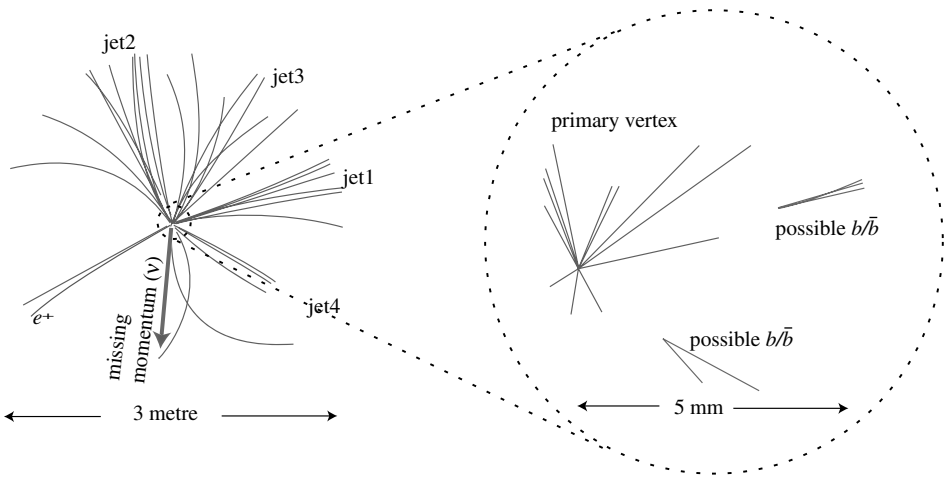 jet2
jet3
jet1
jet4
e⁺
missing
momentum (ν)
3 metre
primary vertex
possible b/b̄
possible b/b̄
5 mm